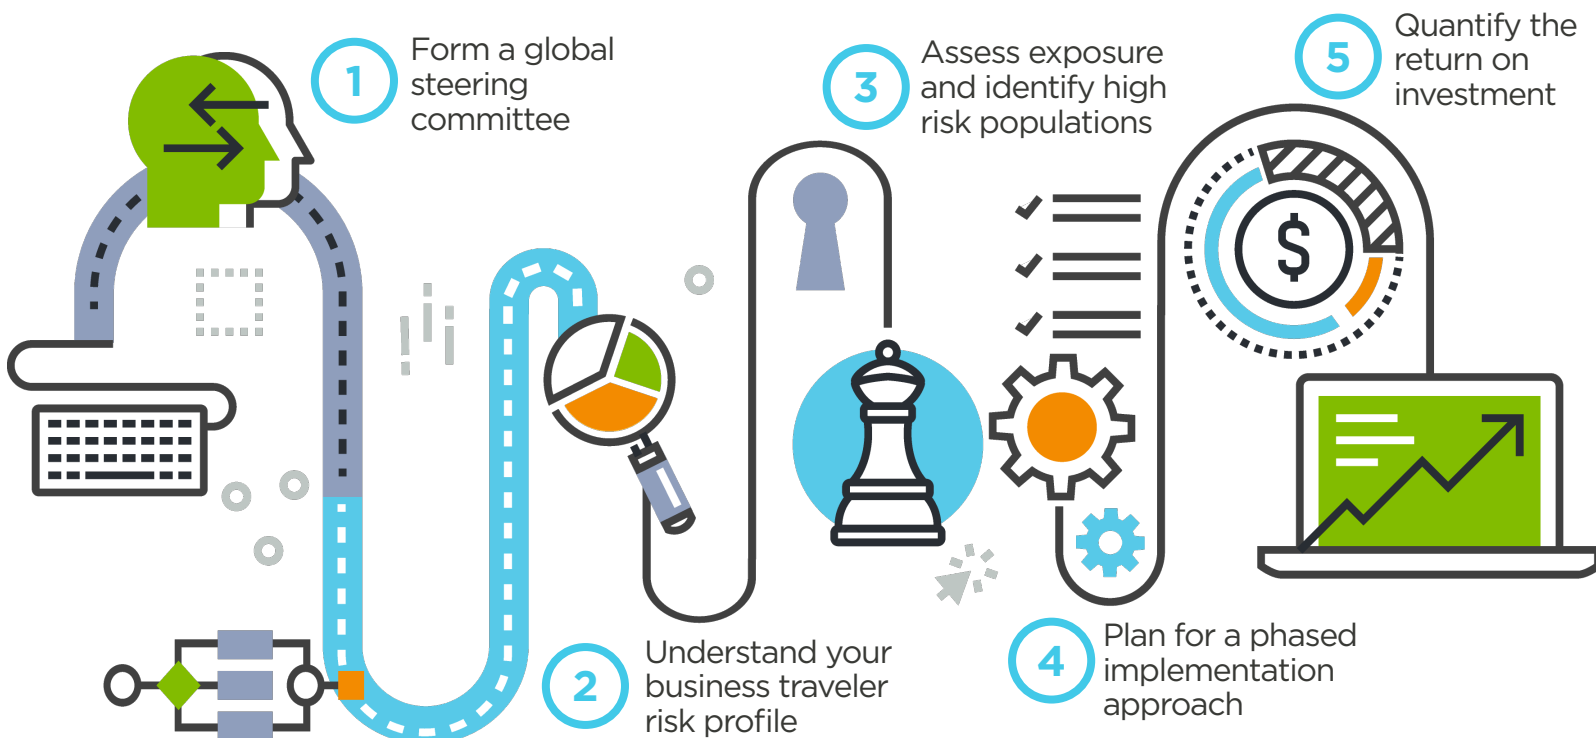 1
Form a global
steering
committee
2
Understand your
business traveler
risk profile
3
Assess exposure
and identify high
risk populations
4
Plan for a phased
implementation
approach
5
Quantify the
return on
investment
$